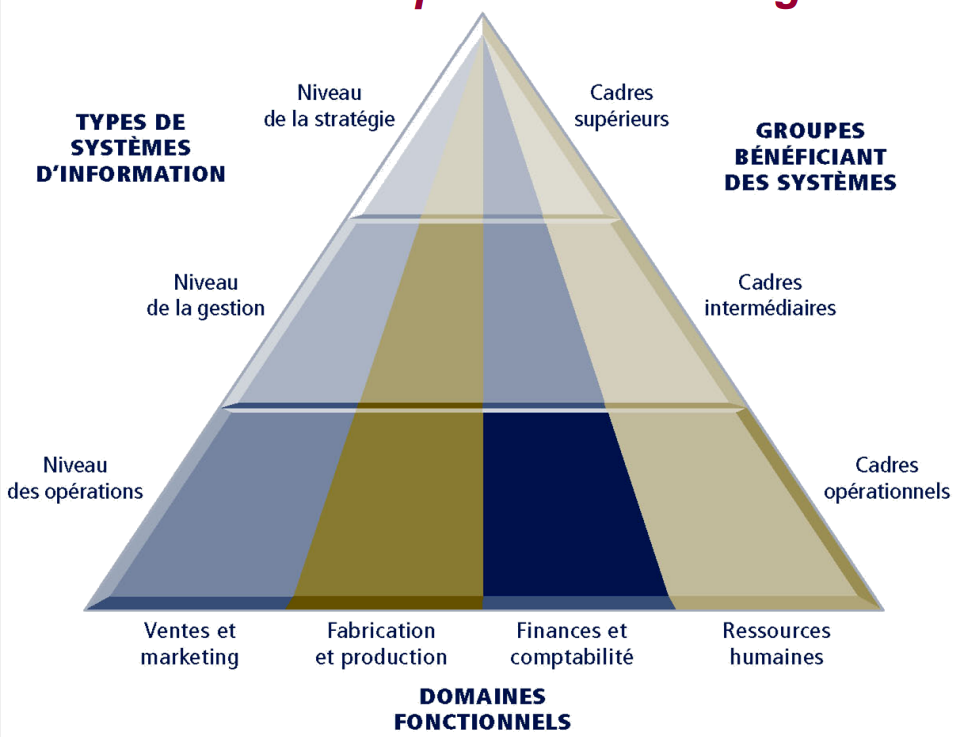 Niveau
de la stratégie
Cadres
supérieurs
TYPES DE
SYSTÈMES
D'INFORMATION
GROUPES
BÉNÉFICIANT
DES SYSTÈMES
Niveau
de la gestion
Cadres
intermédiaires
Niveau
des opérations
Cadres
opérationnels
Ventes et
marketing
Fabrication
et production
Finances et
comptabilité
Ressources
humaines
DOMAINES
FONCTIONNELS